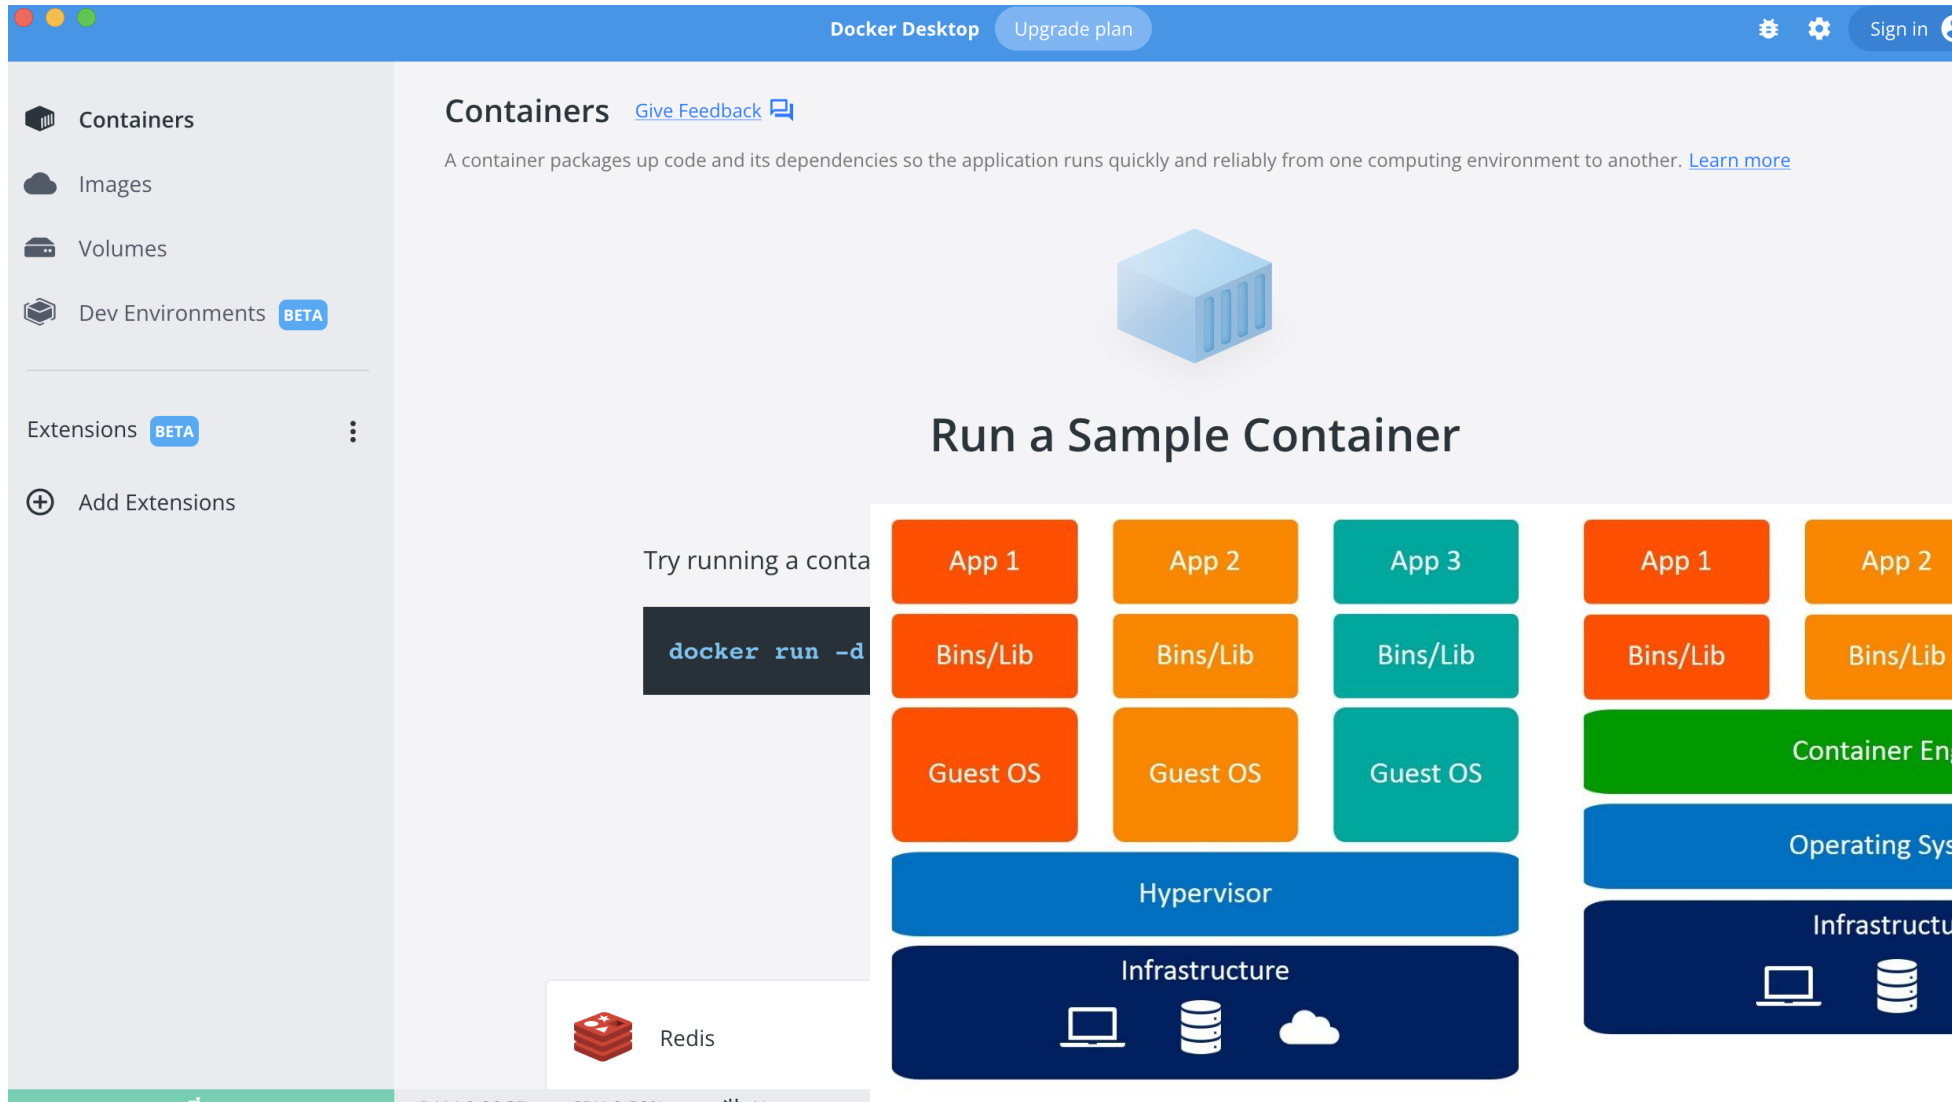 Docker Desktop
Upgrade plan
Sign in
Containers
Images
Volumes
Dev Environments BETA
Extensions BETA
Add Extensions
Containers Give Feedback
A container packages up code and its dependencies so the application runs quickly and reliably from one computing environment to another. Learn more
Run a Sample Container
Try running a conta
docker run -d
Redis
App 1 App 2 App 3
Bins/Lib Bins/Lib Bins/Lib
Guest OS Guest OS Guest OS
Hypervisor
Infrastructure
App 1 App 2
Bins/Lib Bins/Lib
Container En
Operating Sys
Infrastructu